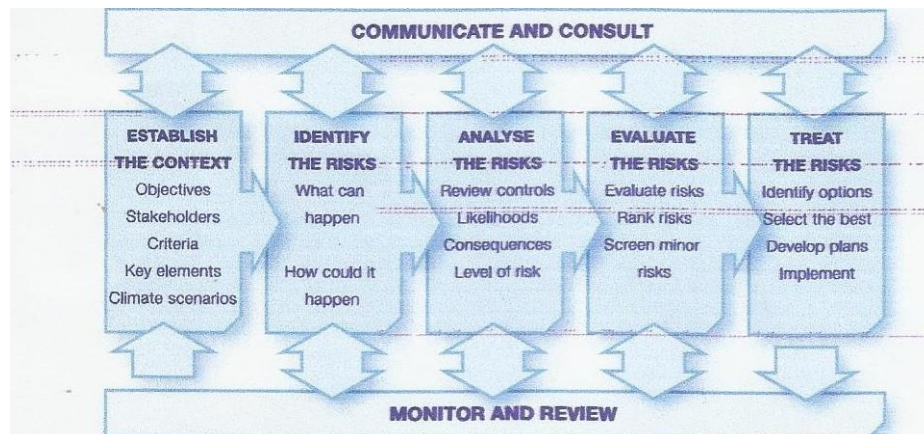 COMMUNICATE AND CONSULT
ESTABLISH
THE CONTEXT
Objectives
Stakeholders
Criteria
Key elements
Climate scenarios
IDENTIFY
THE RISKS
What can
happen
How could it
happen
ANALYSE
THE RISKS
Review controls
Likelihoods
Consequences
Level of risk
EVALUATE
THE RISKS
Evaluate risks
Rank risks
Screen minor
risks
TREAT
THE RISKS
Identify options
Select the best
Develop plans
Implement
MONITOR AND REVIEW